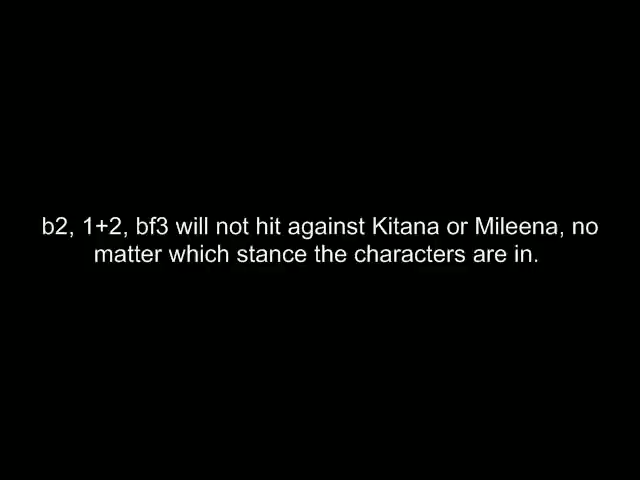 b2, 1+2, bf3 will not hit against Kitana or Mileena, no
matter which stance the characters are in.